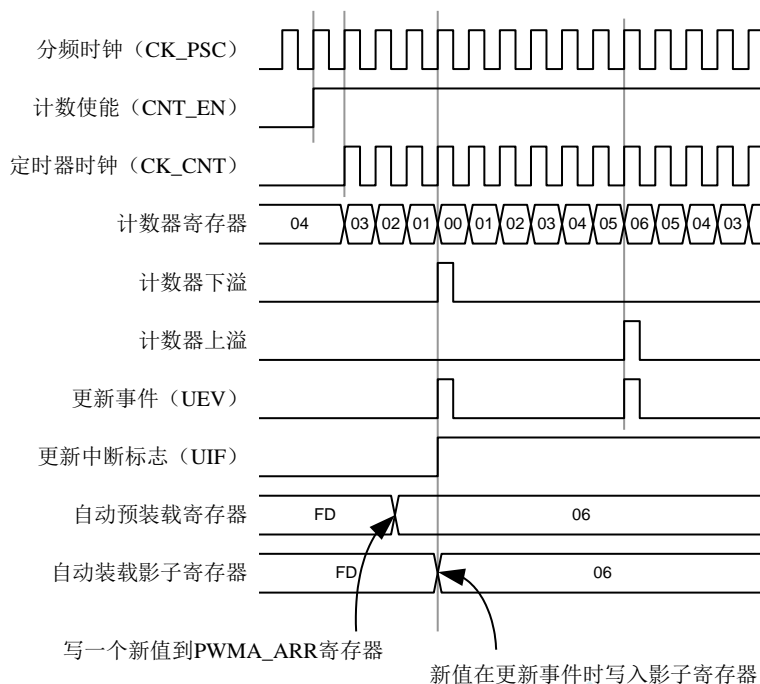 分频时钟（CK_PSC）
计数使能（CNT_EN）
定时器时钟（CK_CNT）
计数器寄存器 04 03 02 01 00 01 02 03 04 05 06 05 04 03
计数器下溢
计数器上溢
更新事件（UEV）
更新中断标志（UIF）
自动预装载寄存器 FD 06
自动装载影子寄存器 FD 06
写一个新值到PWMA_ARR寄存器
新值在更新事件时写入影子寄存器